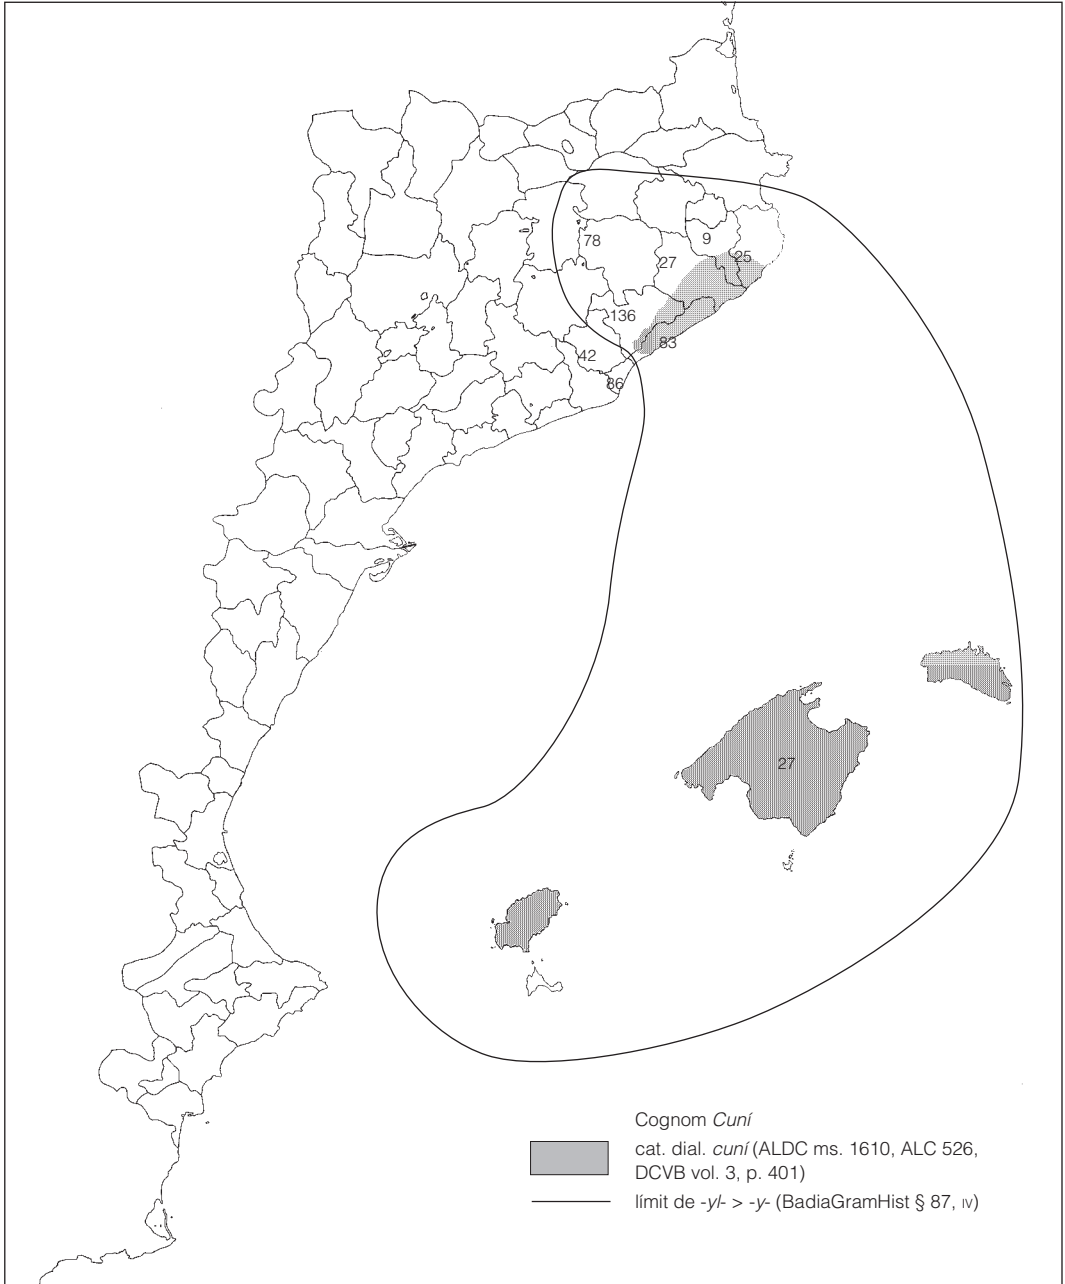 78
9
27
25
136
83
42
86
27
Cognom Cuní
cat. dial. cuní (ALDC ms. 1610, ALC 526,
DCVB vol. 3, p. 401)
límit de -yl- > -y- (BadiaGramHist § 87, IV)